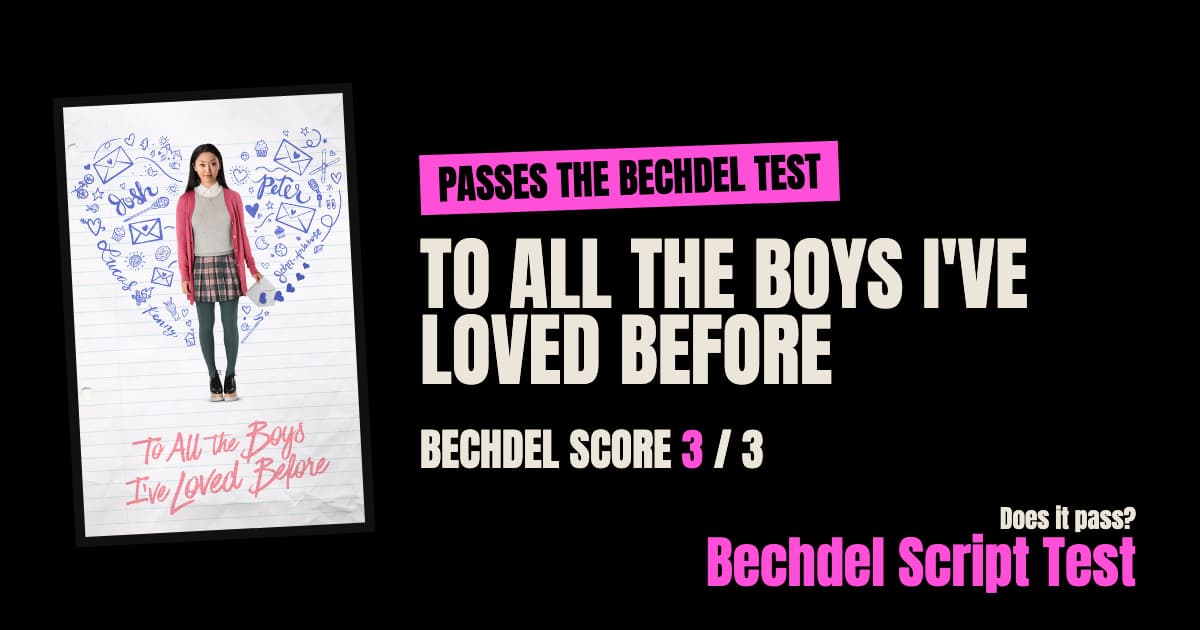 Josh
Peter
Lucas
John Ambrose
Kenny
To All the Boys
I've Loved Before
PASSES THE BECHDEL TEST
TO ALL THE BOYS I'VE
LOVED BEFORE
BECHDEL SCORE 3 / 3
Does it pass?
Bechdel Script Test